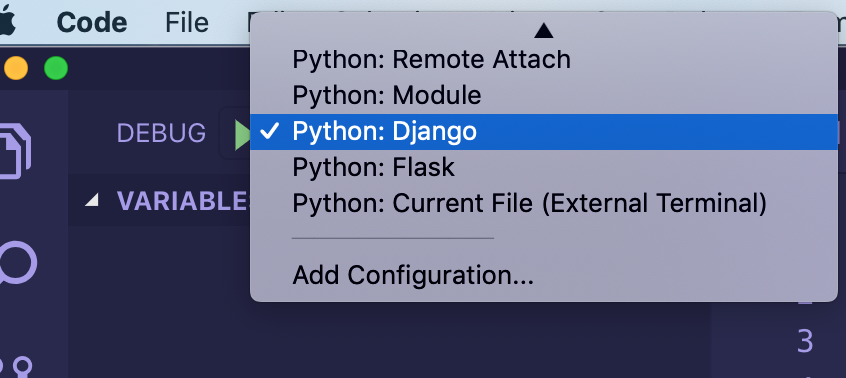 Code File
Python: Remote Attach
Python: Module
DEBUG
✓ Python: Django
Python: Flask
VARIABLE
Python: Current File (External Terminal)
Add Configuration...
3